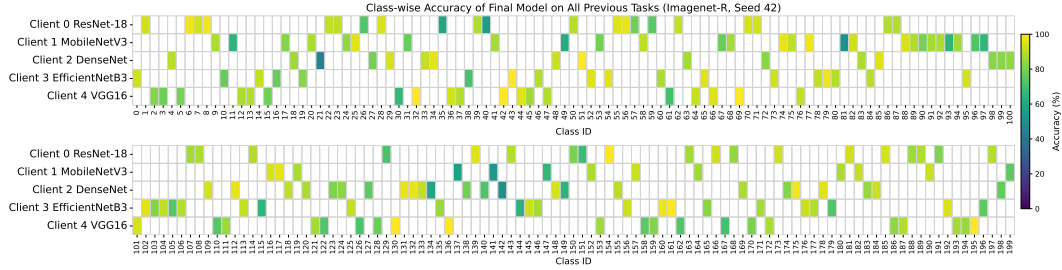 Class-wise Accuracy of Final Model on All Previous Tasks (Imagenet-R, Seed 42)
Client 0 ResNet-18
Client 1 MobileNetV3
Client 2 DenseNet
Client 3 EfficientNetB3
Client 4 VGG16
0 1 2 3 4 5 6 7 8 9 10 11 12 13 14 15 16 17 18 19 20 21 22 23 24 25 26 27 28 29 30 31 32 33 34 35 36 37 38 39 40 41 42 43 44 45 46 47 48 49 50 51 52 53 54 55 56 57 58 59 60 61 62 63 64 65 66 67 68 69 70 71 72 73 74 75 76 77 78 79 80 81 82 83 84 85 86 87 88 89 90 91 92 93 94 95 96 97 98 99 100
Class ID
Client 0 ResNet-18
Client 1 MobileNetV3
Client 2 DenseNet
Client 3 EfficientNetB3
Client 4 VGG16
101 102 103 104 105 106 107 108 109 110 111 112 113 114 115 116 117 118 119 120 121 122 123 124 125 126 127 128 129 130 131 132 133 134 135 136 137 138 139 140 141 142 143 144 145 146 147 148 149 150 151 152 153 154 155 156 157 158 159 160 161 162 163 164 165 166 167 168 169 170 171 172 173 174 175 176 177 178 179 180 181 182 183 184 185 186 187 188 189 190 191 192 193 194 195 196 197 198 199
Class ID
100
80
60
40
20
0
Accuracy (%)